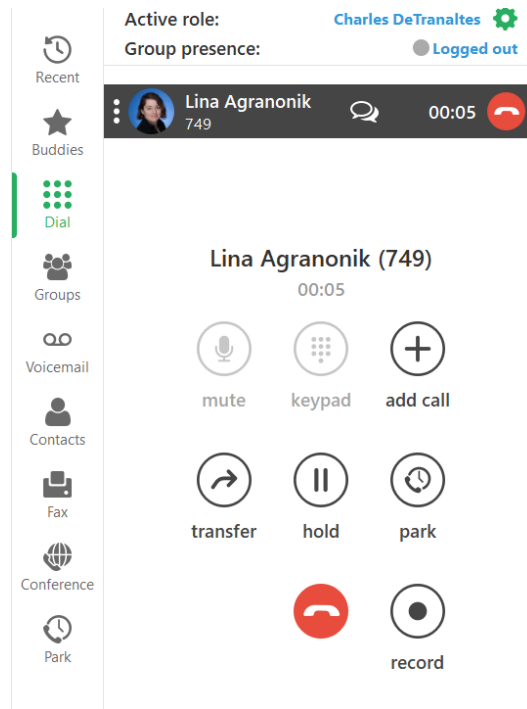 Active role: Charles DeTranaltes
Group presence: Logged out
Recent
Buddies
Dial
Groups
Voicemail
Contacts
Fax
Conference
Park
Lina Agranonik
749
00:05
Lina Agranonik (749)
00:05
mute keypad add call
transfer hold park
record